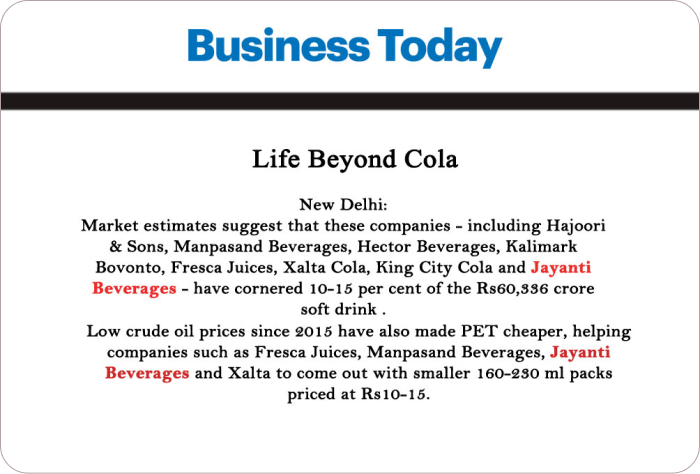 Business Today
Life Beyond Cola
New Delhi:
Market estimates suggest that these companies - including Hajoori
& Sons, Manpasand Beverages, Hector Beverages, Kalimark
Bovonto, Fresca Juices, Xalta Cola, King City Cola and Jayanti
Beverages - have cornered 10-15 per cent of the Rs60,336 crore
soft drink .
Low crude oil prices since 2015 have also made PET cheaper, helping
companies such as Fresca Juices, Manpasand Beverages, Jayanti
Beverages and Xalta to come out with smaller 160-230 ml packs
priced at Rs10-15.